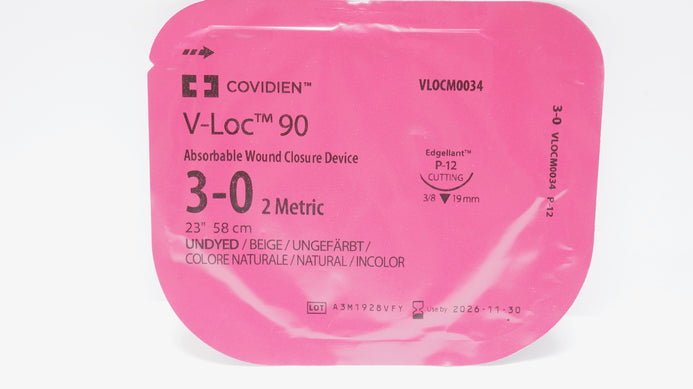 COVIDIEN™
VLOCM0034
V-Loc™ 90
Absorbable Wound Closure Device
3-0 2 Metric
23" 58 cm
UNDYED / BEIGE / UNGEFÄRBT /
COLORE NATURALE / NATURAL / INCOLOR
Edgellant™
P-12
CUTTING
3/8 19 mm
3-0 VLOCM0034 P-12
LOT A3M1928VFY Use by 2026-11-30